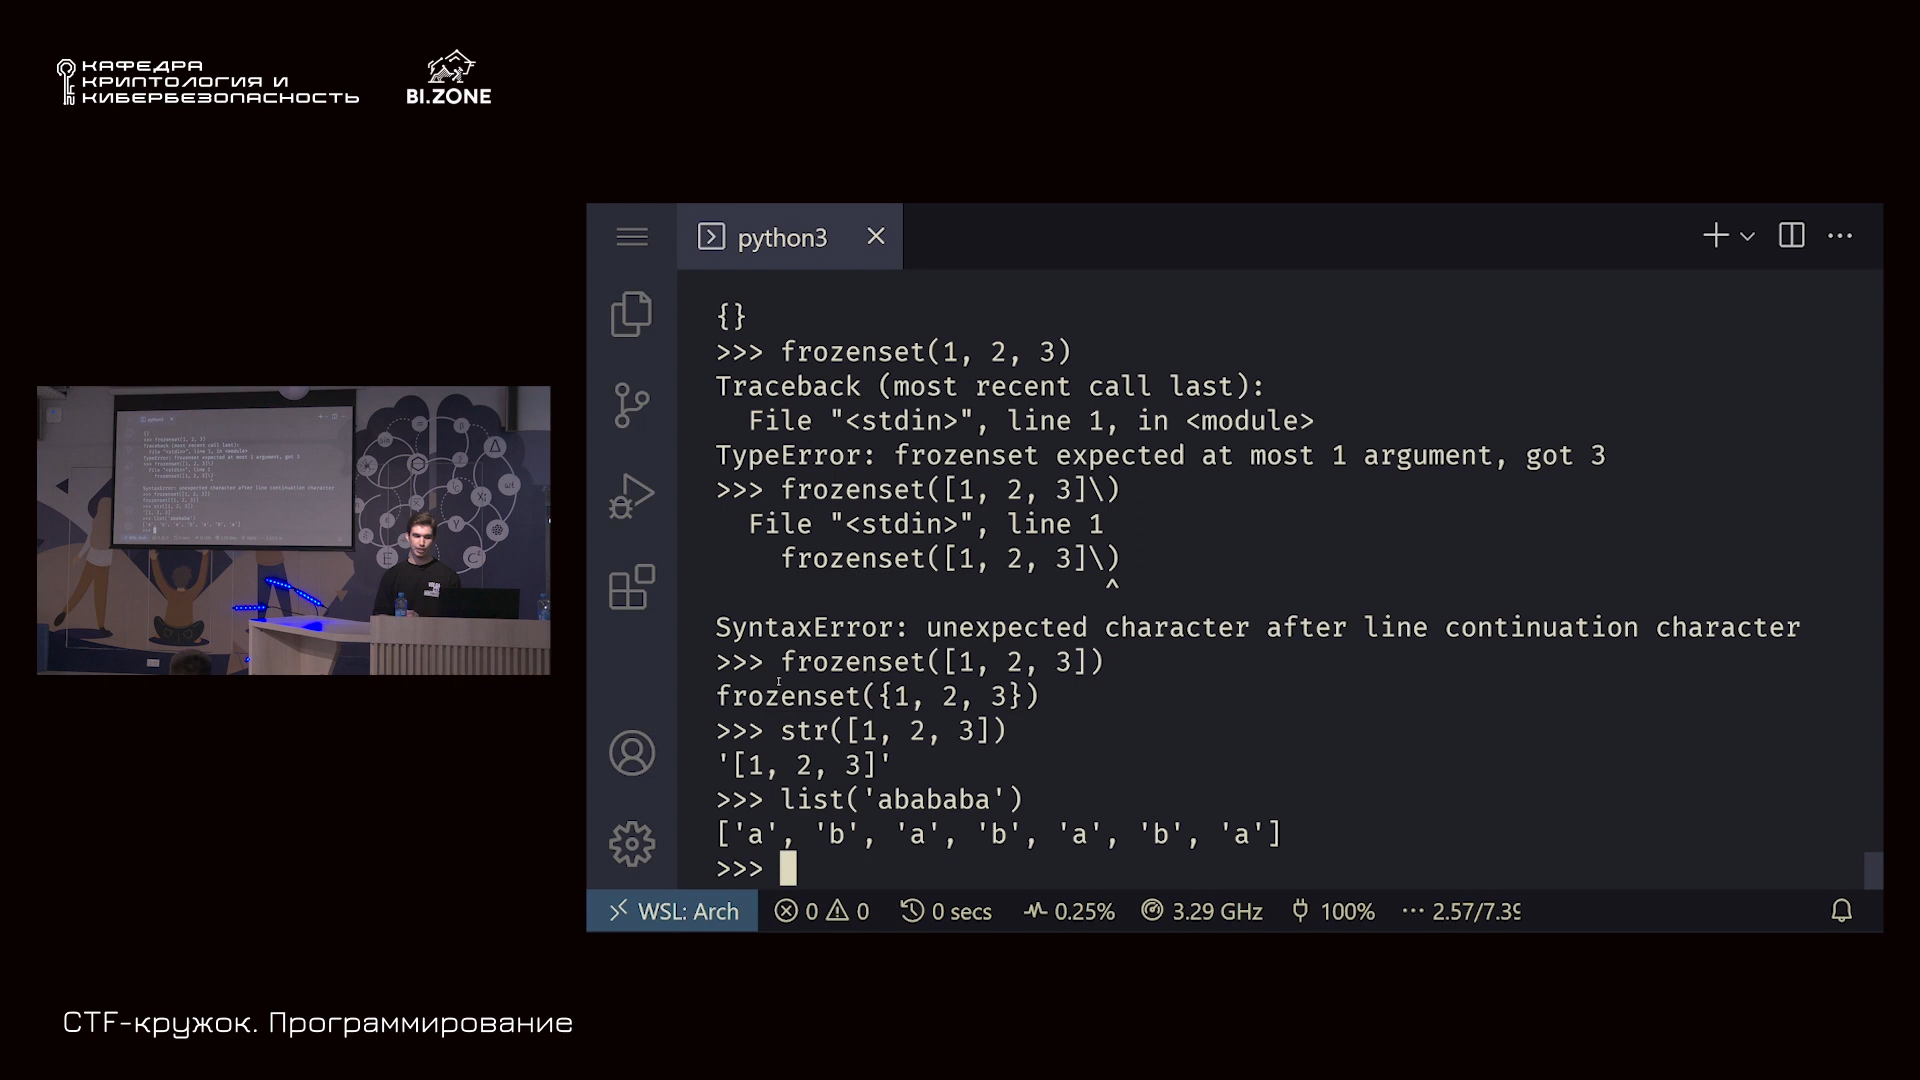 КАФЕДРА
КРИПТОЛОГИЯ И
КИБЕРБЕЗОПАСНОСТЬ
BI.ZONE
python3
{}
>>> frozenset(1, 2, 3)
Traceback (most recent call last):
  File "<stdin>", line 1, in <module>
TypeError: frozenset expected at most 1 argument, got 3
>>> frozenset([1, 2, 3]\)
  File "<stdin>", line 1
    frozenset([1, 2, 3]\)
                        ^
SyntaxError: unexpected character after line continuation character
>>> frozenset([1, 2, 3])
frozenset({1, 2, 3})
>>> str([1, 2, 3])
'[1, 2, 3]'
>>> list('abababa')
['a', 'b', 'a', 'b', 'a', 'b', 'a']
>>>
WSL: Arch 0 0 0 secs 0.25% 3.29 GHz 100% ··· 2.57/7.39
CTF-кружок. Программирование